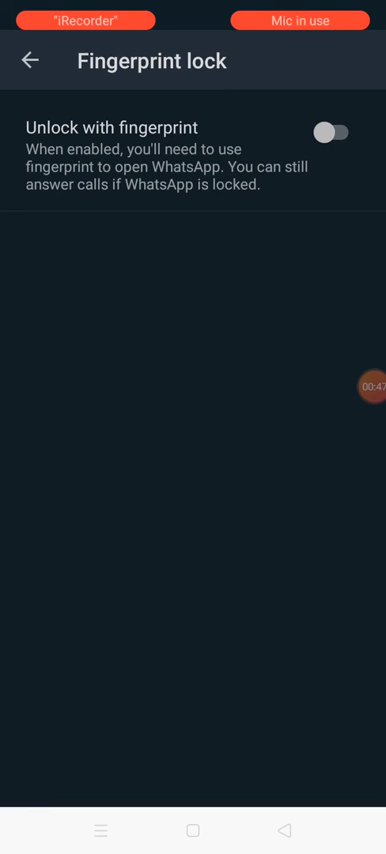 "iRecorder" Mic in use
Fingerprint lock
Unlock with fingerprint
When enabled, you'll need to use
fingerprint to open WhatsApp. You can still
answer calls if WhatsApp is locked.
00:47